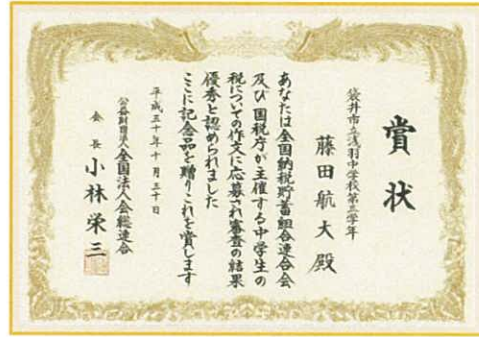 賞状
袋井市立浅羽中学校第三学年
藤田航大殿
あなたは全国納税貯蓄組合連合会
及び国税庁が主催する中学生の
税についての作文に応募され審査の結果
優秀と認められました
ここに記念品を贈りこれを賞します
平成三十年十月三十日
公益財団法人全国法人会総連合
会長小林栄三